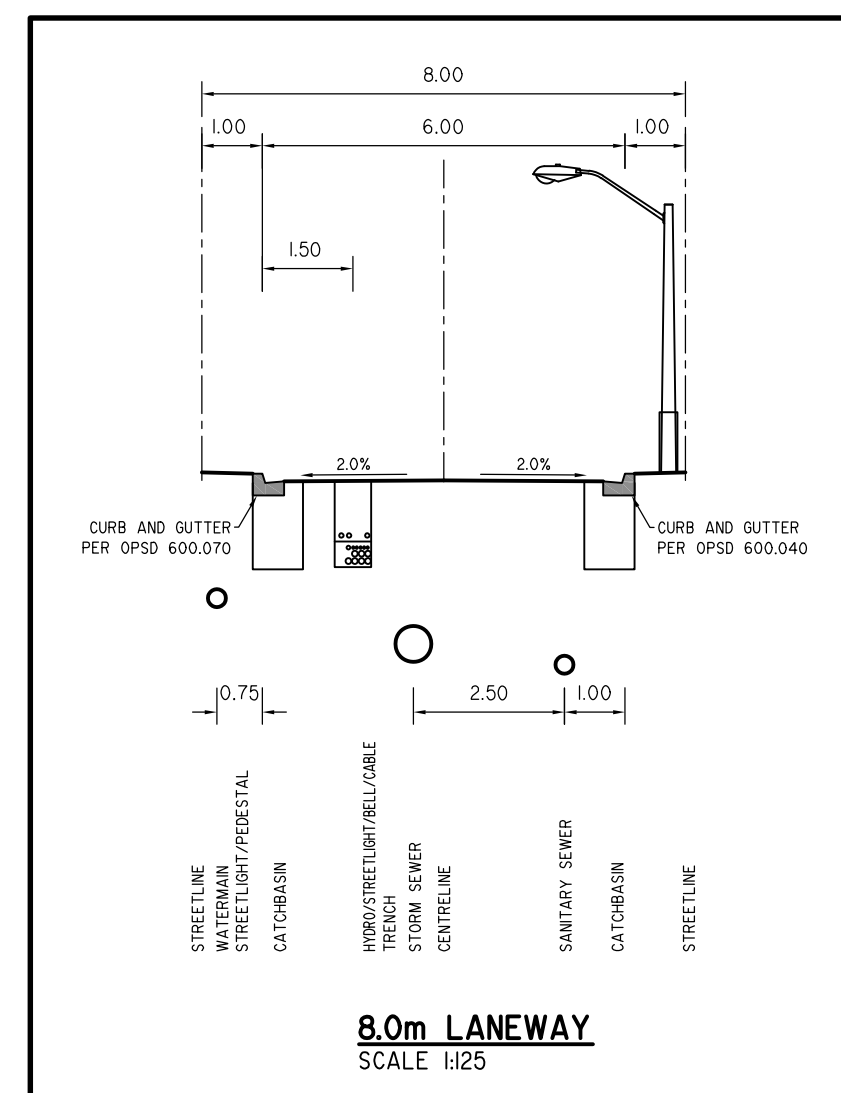 8.00
1.00 6.00 1.00
1.50
2.0% 2.0%
CURB AND GUTTER
PER OPSD 600.070
CURB AND GUTTER
PER OPSD 600.040
0.75 2.50 1.00
STREETLINE
WATERMAIN
STREETLIGHT/PEDESTAL
CATCHBASIN
HYDRO/STREETLIGHT/BELL/CABLE
TRENCH
STORM SEWER
CENTRELINE
SANITARY SEWER
CATCHBASIN
STREETLINE
8.0m LANEWAY
SCALE 1:125